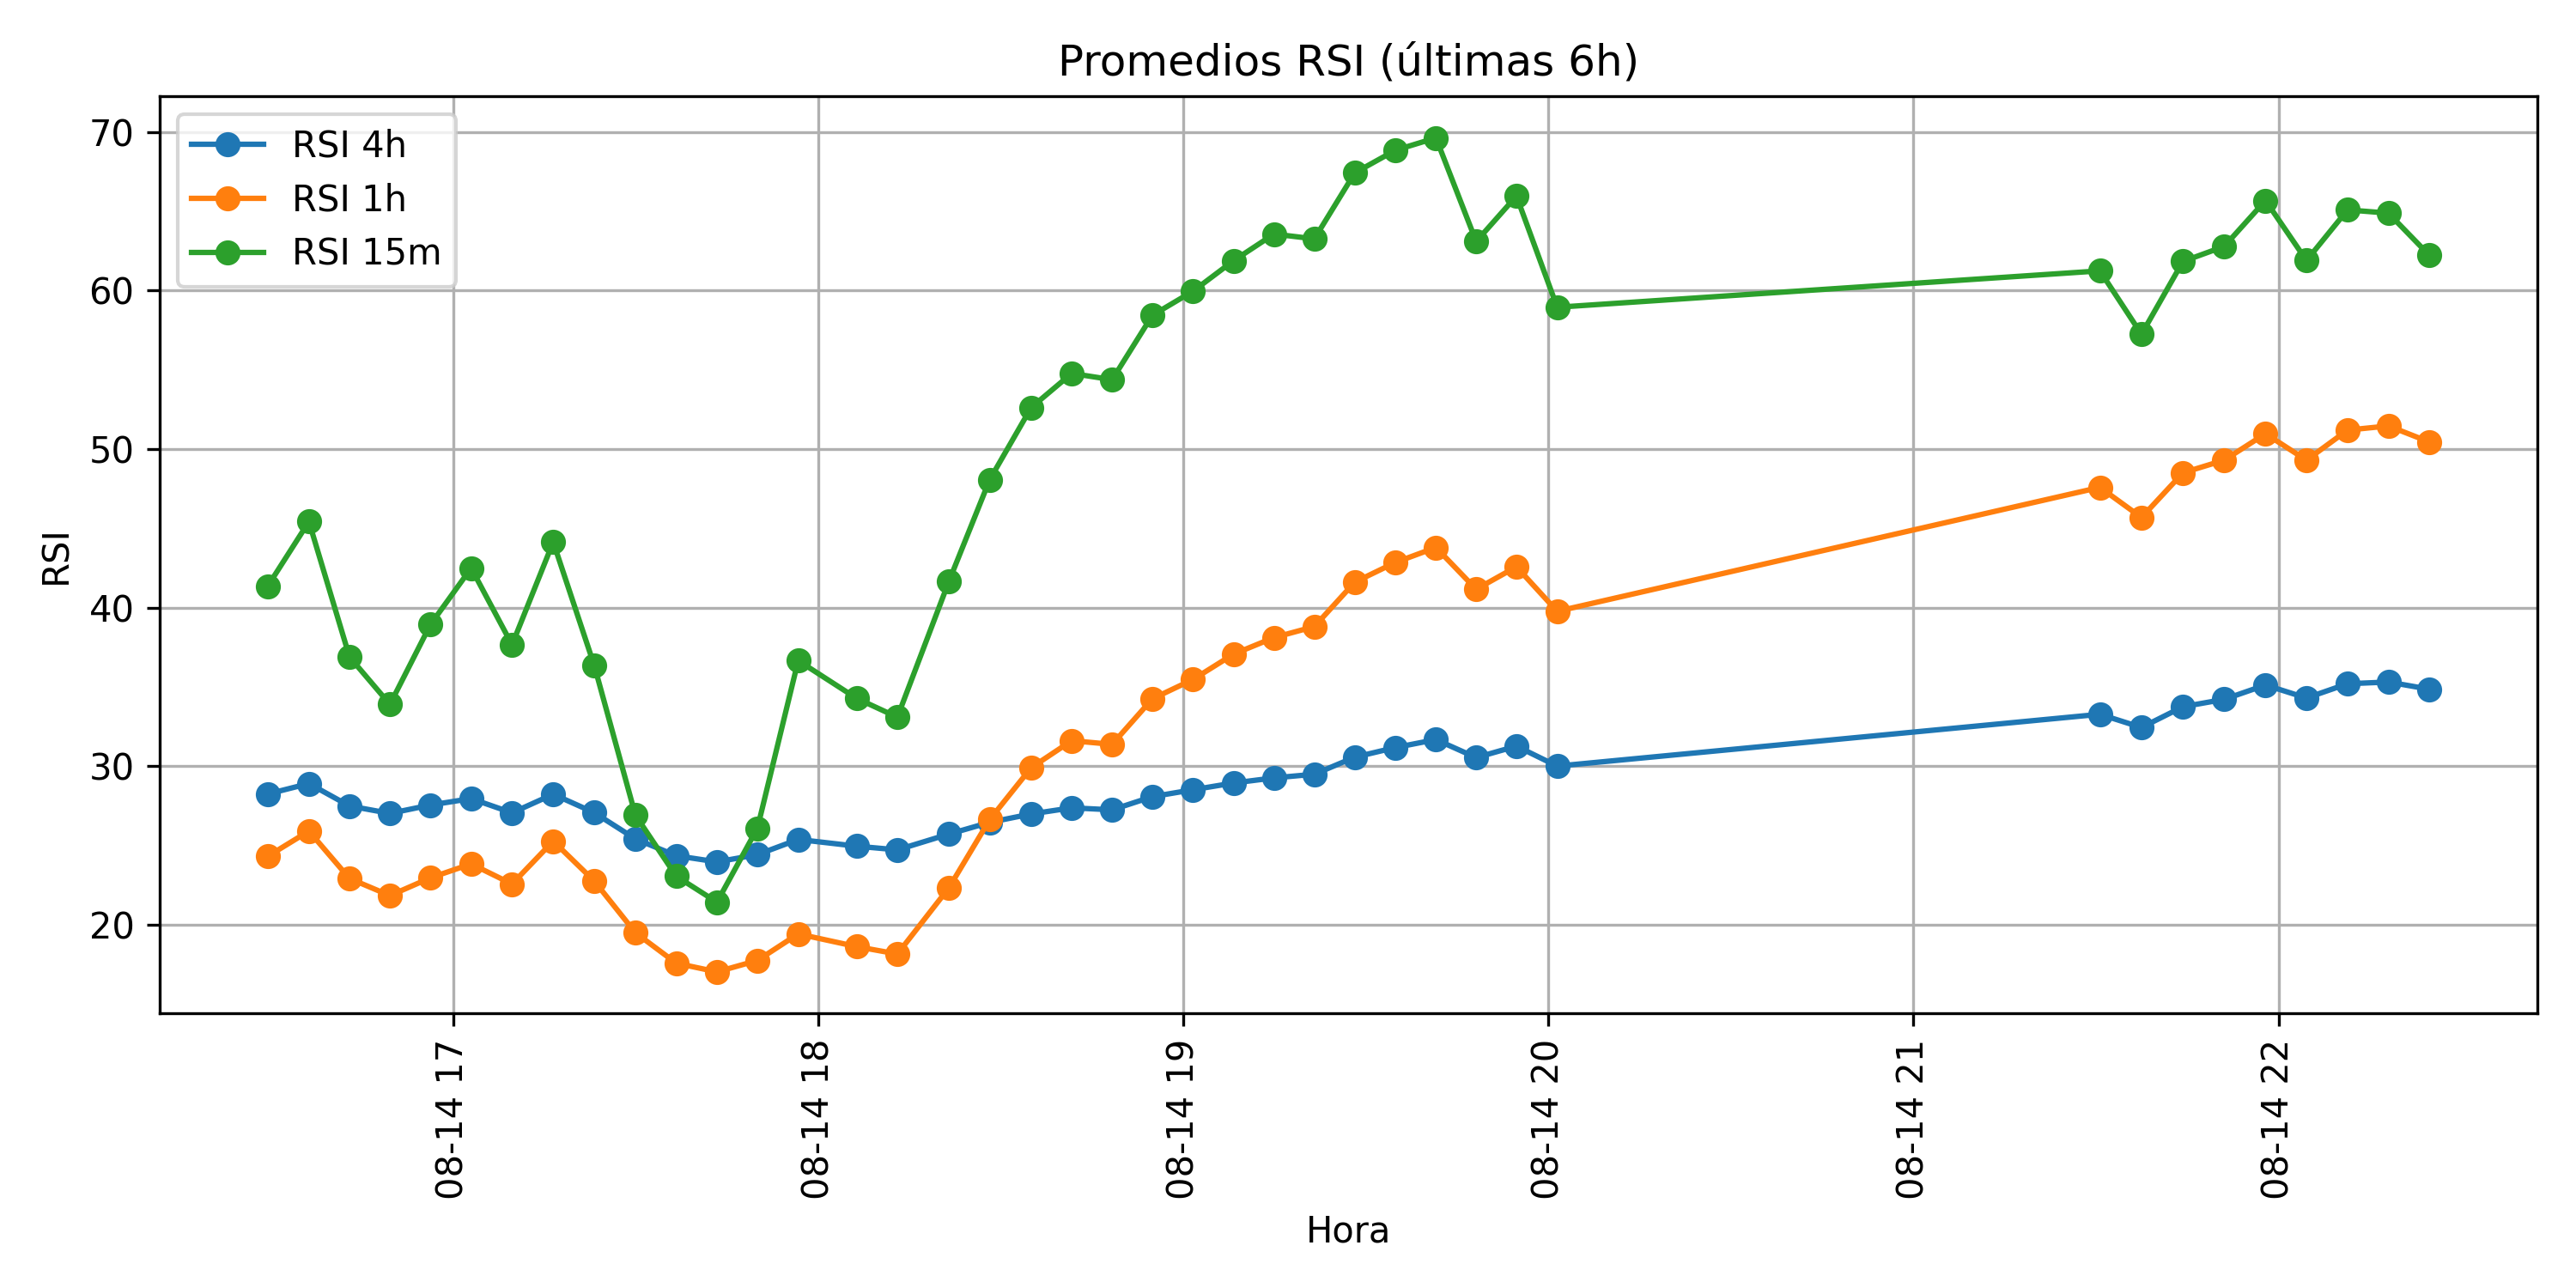 Promedios RSI (últimas 6h)
RSI 4h
RSI 1h
RSI 15m
70
60
50
40
30
20
RSI
08-14 17
08-14 18
08-14 19
08-14 20
08-14 21
08-14 22
Hora